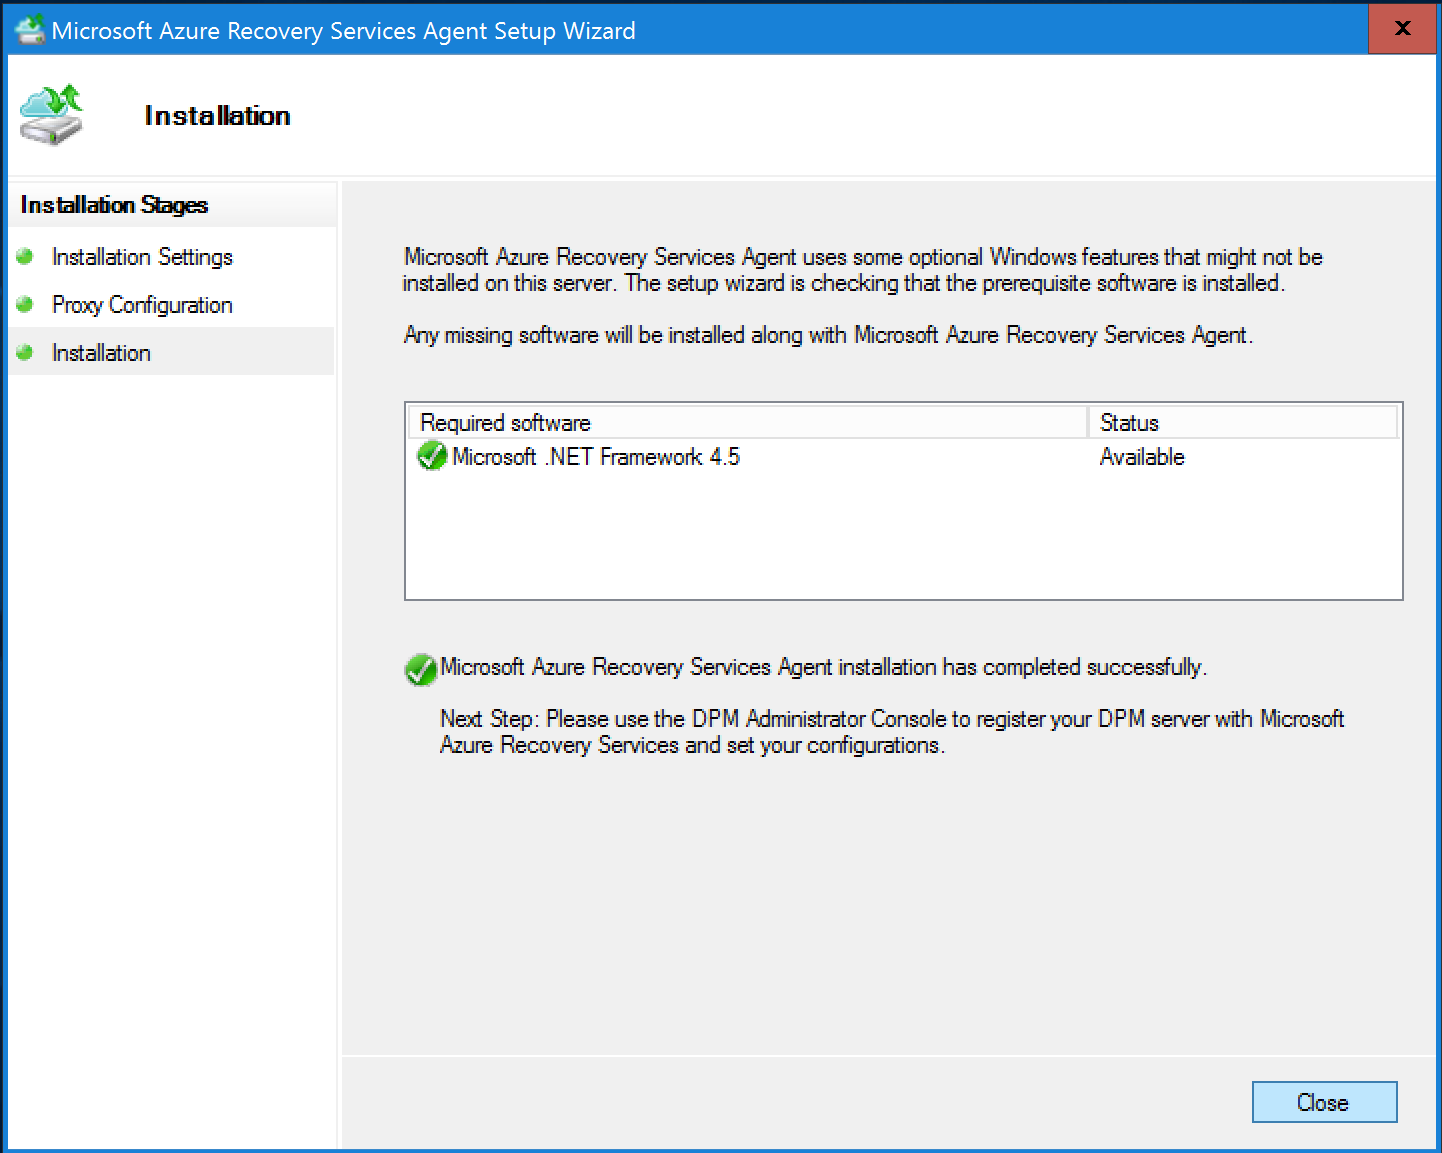 Microsoft Azure Recovery Services Agent Setup Wizard
X
Installation
Installation Stages
Installation Settings
Proxy Configuration
Installation
Microsoft Azure Recovery Services Agent uses some optional Windows features that might not be
installed on this server. The setup wizard is checking that the prerequisite software is installed.
Any missing software will be installed along with Microsoft Azure Recovery Services Agent.
Required software Status
Microsoft .NET Framework 4.5 Available
Microsoft Azure Recovery Services Agent installation has completed successfully.
Next Step: Please use the DPM Administrator Console to register your DPM server with Microsoft
Azure Recovery Services and set your configurations.
Close